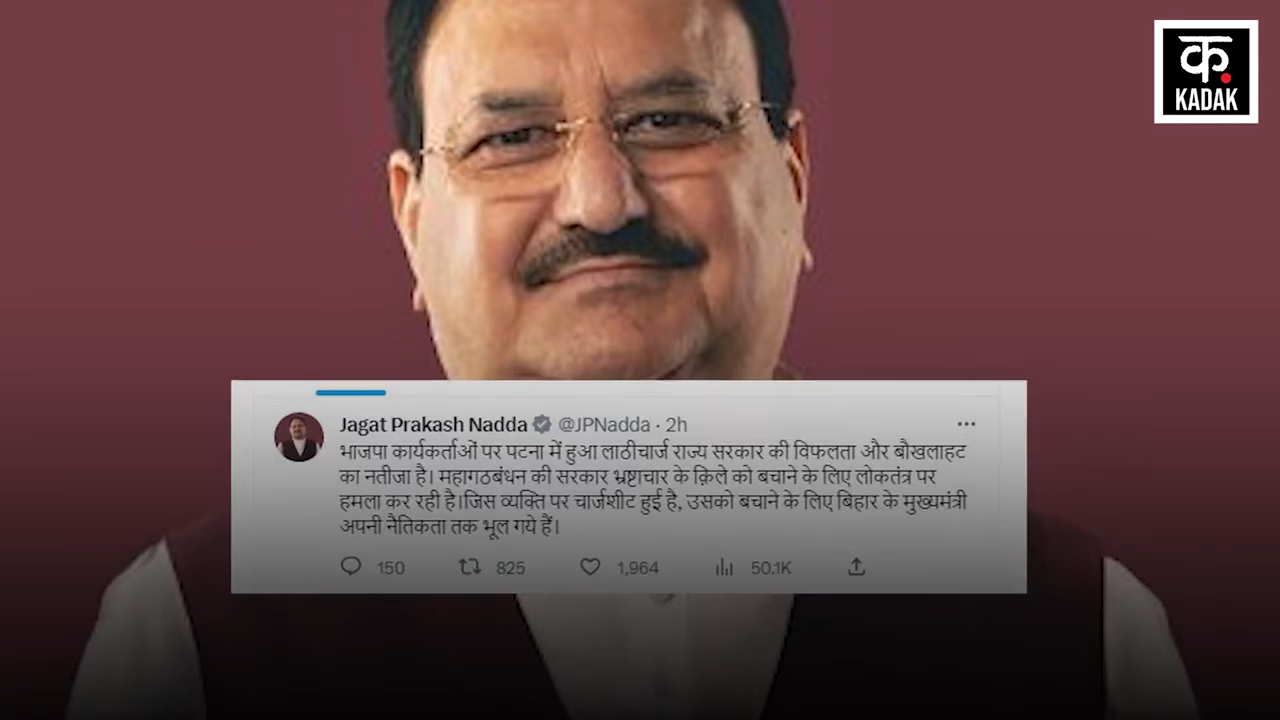 क.
KADAK
Jagat Prakash Nadda @JPNadda · 2h
भाजपा कार्यकर्ताओं पर पटना में हुआ लाठीचार्ज राज्य सरकार की विफलता और बौखलाहट
का नतीजा है। महागठबंधन की सरकार भ्रष्टाचार के क़िले को बचाने के लिए लोकतंत्र पर
हमला कर रही है।जिस व्यक्ति पर चार्जशीट हुई है, उसको बचाने के लिए बिहार के मुख्यमंत्री
अपनी नैतिकता तक भूल गये हैं।
150 825 1,964 50.1K